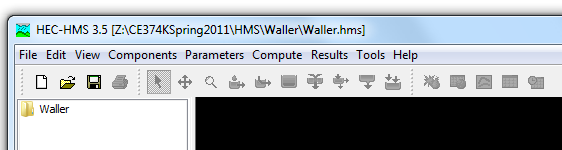 HEC-HMS 3.5 [Z:\CE374KSpring2011\HMS\Waller\Waller.hms]
File Edit View Components Parameters Compute Results Tools Help
Waller